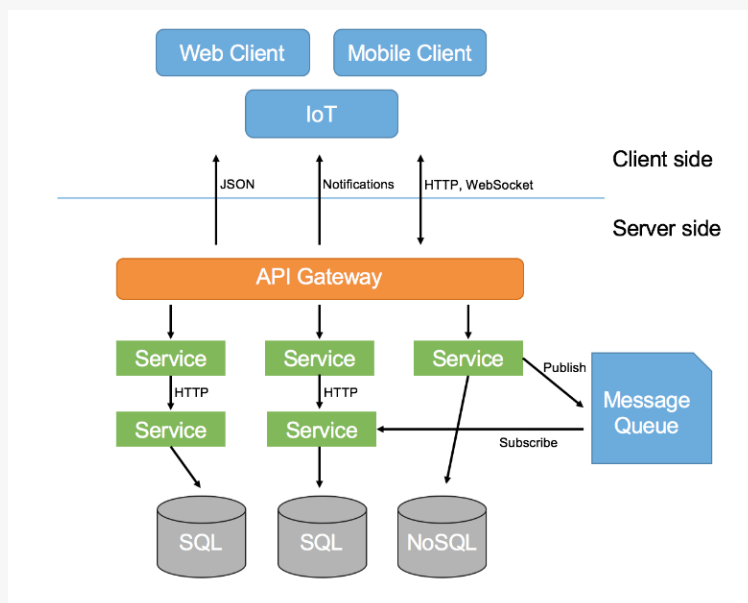 Web Client
Mobile Client
IoT
Client side
JSON
Notifications
HTTP, WebSocket
Server side
API Gateway
Service
Service
Service
Publish
HTTP
HTTP
Message
Queue
Service
Service
Subscribe
SQL
SQL
NoSQL